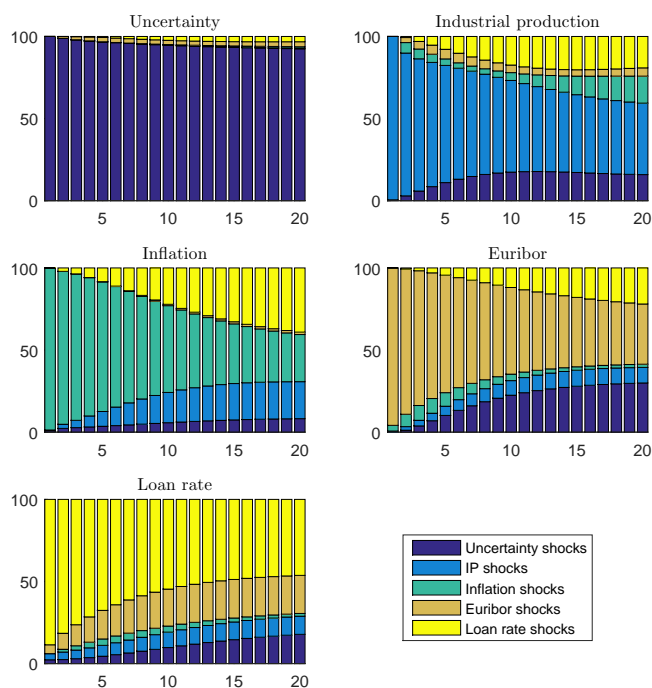 Uncertainty
100
50
0
5 10 15 20
Industrial production
100
50
0
5 10 15 20
Inflation
100
50
0
5 10 15 20
Euribor
100
50
0
5 10 15 20
Loan rate
100
50
0
5 10 15 20
Uncertainty shocks
IP shocks
Inflation shocks
Euribor shocks
Loan rate shocks